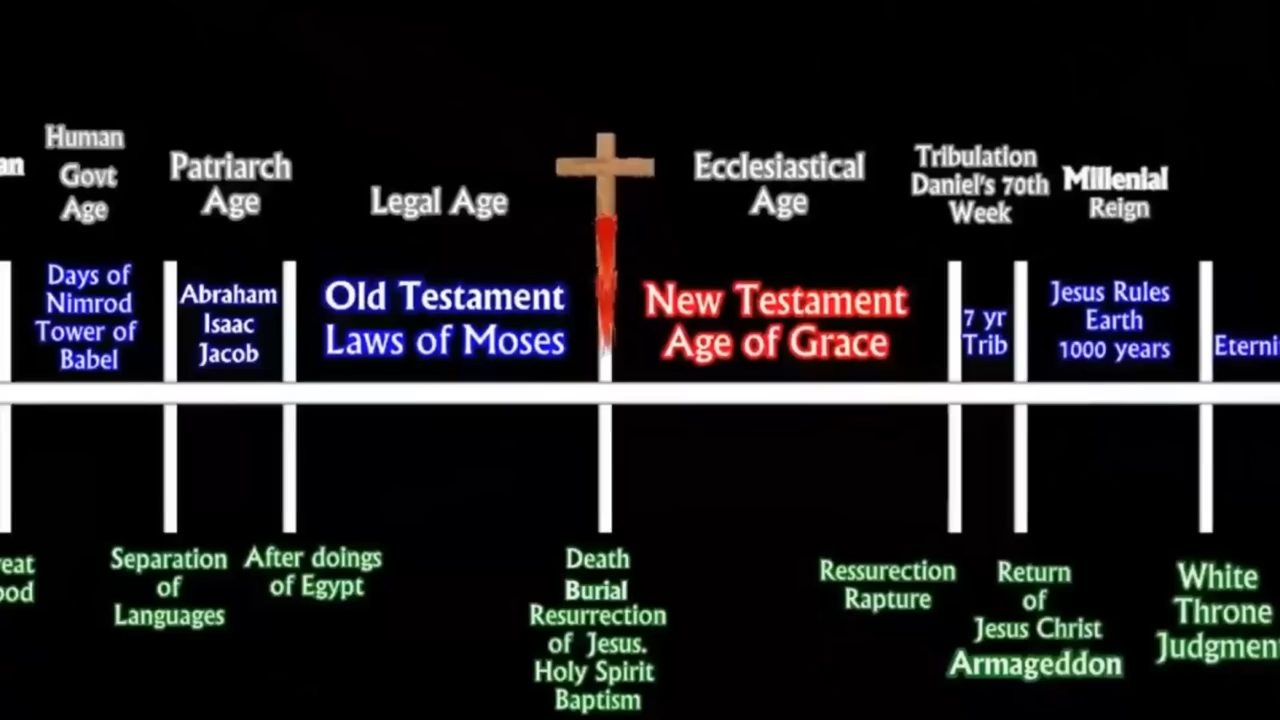 Human
Govt
Age
Patriarch
Age
Legal Age
Ecclesiastical
Age
Tribulation
Daniel's 70th
Week
Millenial
Reign
Days of
Nimrod
Tower of
Babel
Abraham
Isaac
Jacob
Old Testament
Laws of Moses
New Testament
Age of Grace
7 yr
Trib
Jesus Rules
Earth
1000 years
Separation
of
Languages
After doings
of Egypt
Death
Burial
Resurrection
of Jesus.
Holy Spirit
Baptism
Ressurection
Rapture
Return
of
Jesus Christ
Armageddon
White
Throne